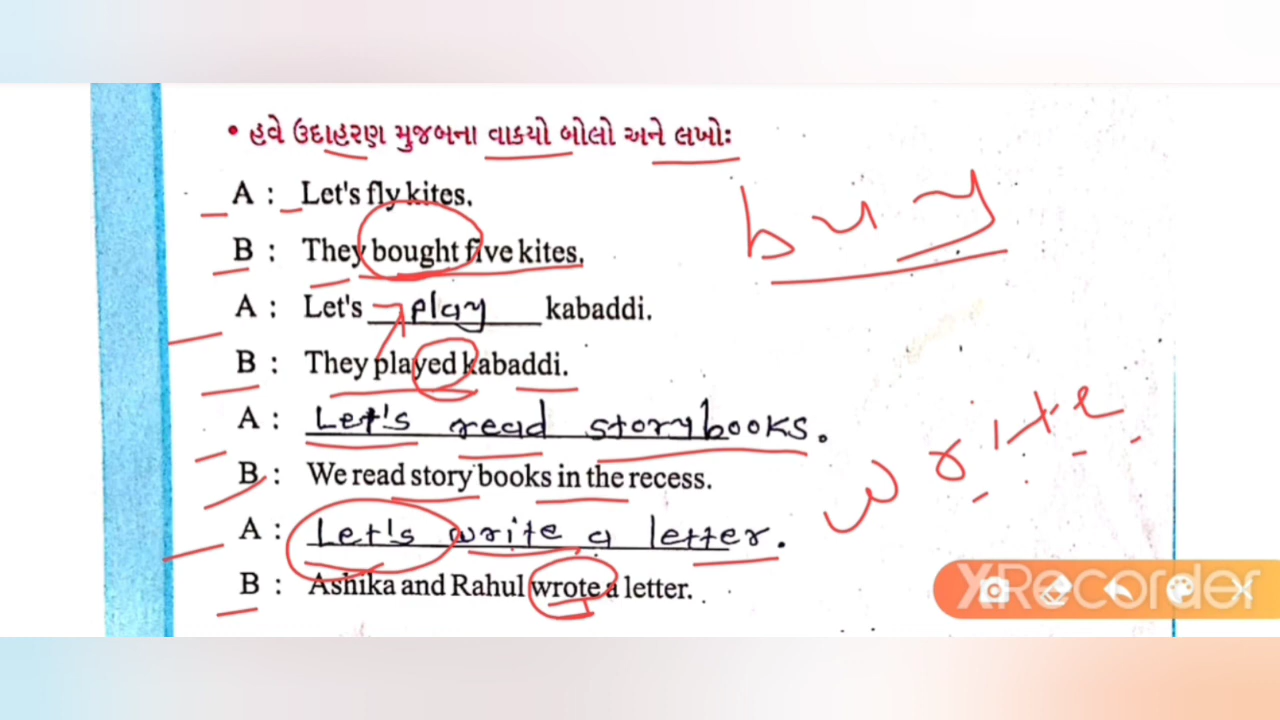 • હવે ઉદાહરણ મુજબના વાકયો બોલો અને લખોઃ
A : Let's fly kites.
B : They bought five kites.
buy
A : Let's play kabaddi.
B : They played kabaddi.
A : Let's read storybooks.
write
B : We read story books in the recess.
A : Let's write a letter.
B : Ashika and Rahul wrote a letter.
XRecorder